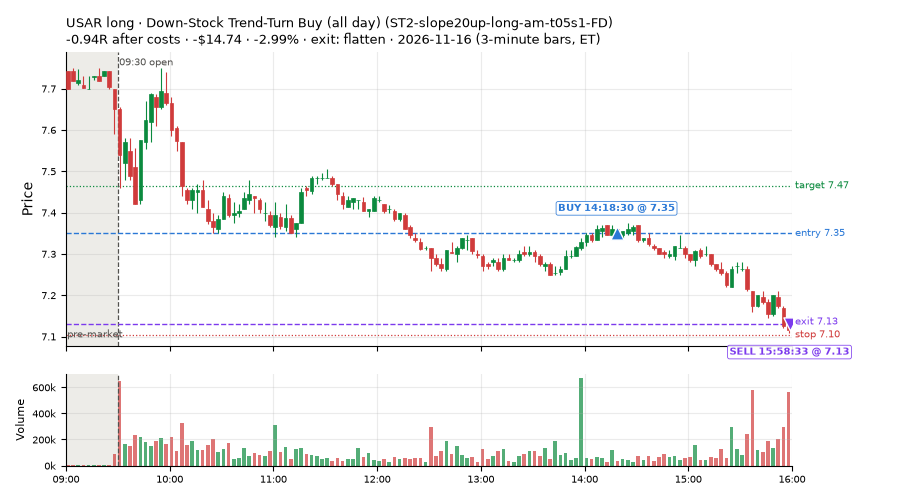 USAR long · Down-Stock Trend-Turn Buy (all day) (ST2-slope20up-long-am-t05s1-FD)
-0.94R after costs · -$14.74 · -2.99% · exit: flatten · 2026-11-16 (3-minute bars, ET)
09:30 open
7.7
7.6
7.5
target 7.47
7.4
BUY 14:18:30 @ 7.35
entry 7.35
7.3
7.2
exit 7.13
7.1
pre-market
stop 7.10
SELL 15:58:33 @ 7.13
Price
600k
400k
200k
0k
Volume
09:00
10:00
11:00
12:00
13:00
14:00
15:00
16:00